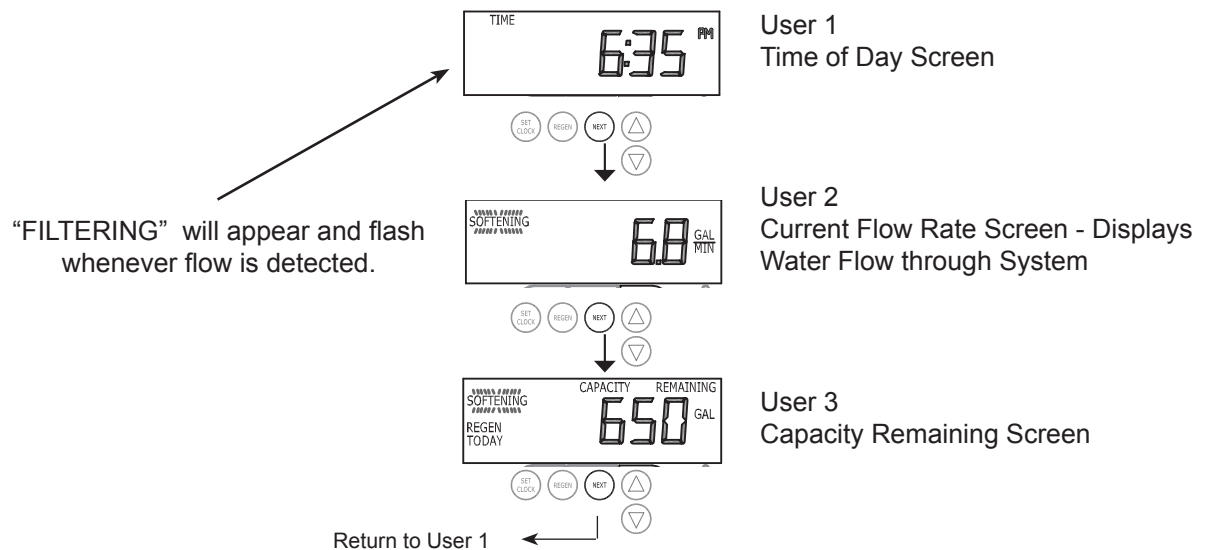 TIME
6:35 PM
User 1
Time of Day Screen
SET CLOCK REGEN NEXT
“FILTERING” will appear and flash
whenever flow is detected.
SOFTENING
6.8 GAL MIN
User 2
Current Flow Rate Screen - Displays
Water Flow through System
SET CLOCK REGEN NEXT
CAPACITY REMAINING
SOFTENING
650 GAL
REGEN
TODAY
User 3
Capacity Remaining Screen
SET CLOCK REGEN NEXT
Return to User 1